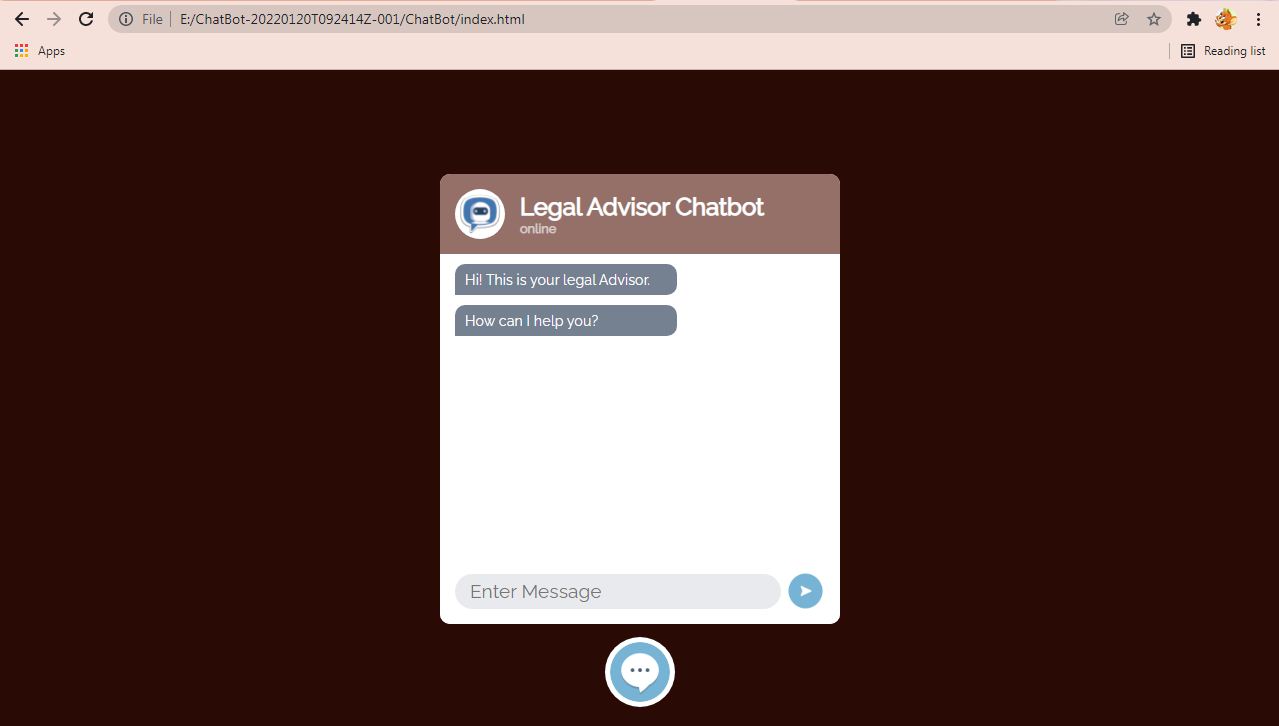 File E:/ChatBot-20220120T092414Z-001/ChatBot/index.html
Apps
Reading list
Legal Advisor Chatbot
online
Hi! This is your legal Advisor.
How can I help you?
Enter Message